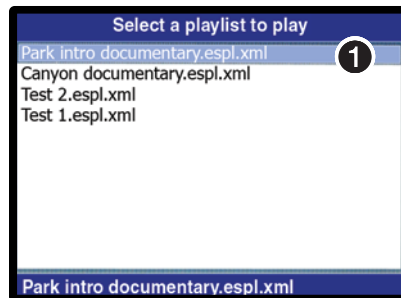 Select a playlist to play
Park intro documentary.espl.xml
1
Canyon documentary.espl.xml
Test 2.espl.xml
Test 1.espl.xml
Park intro documentary.espl.xml